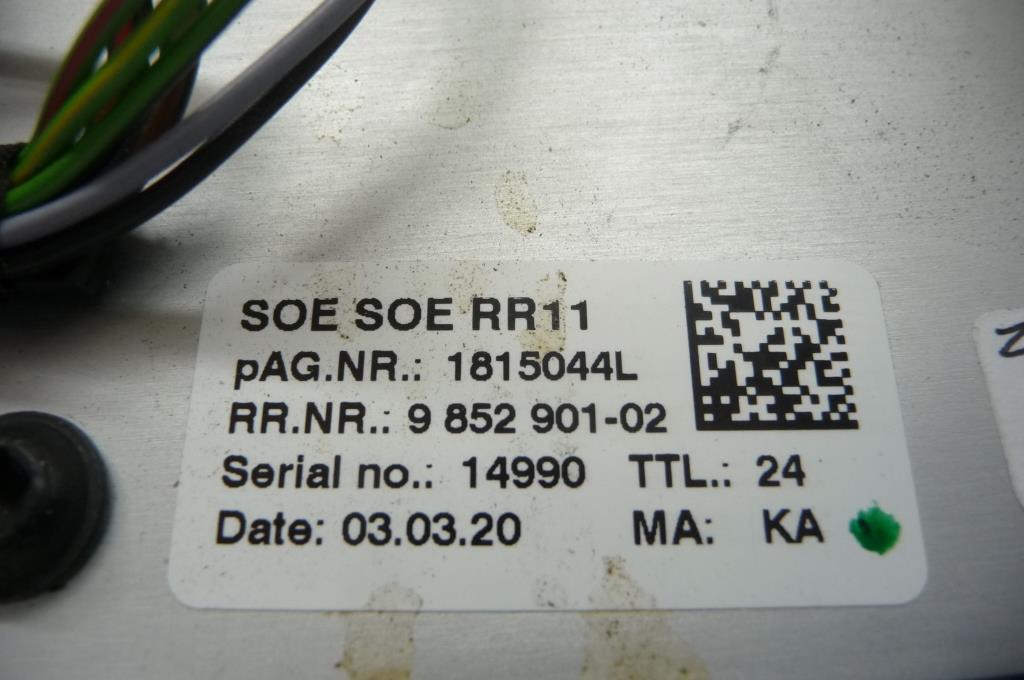 SOE SOE RR11
pAG.NR.: 1815044L
RR.NR.: 9 852 901-02
Serial no.: 14990 TTL.: 24
Date: 03.03.20 MA: KA